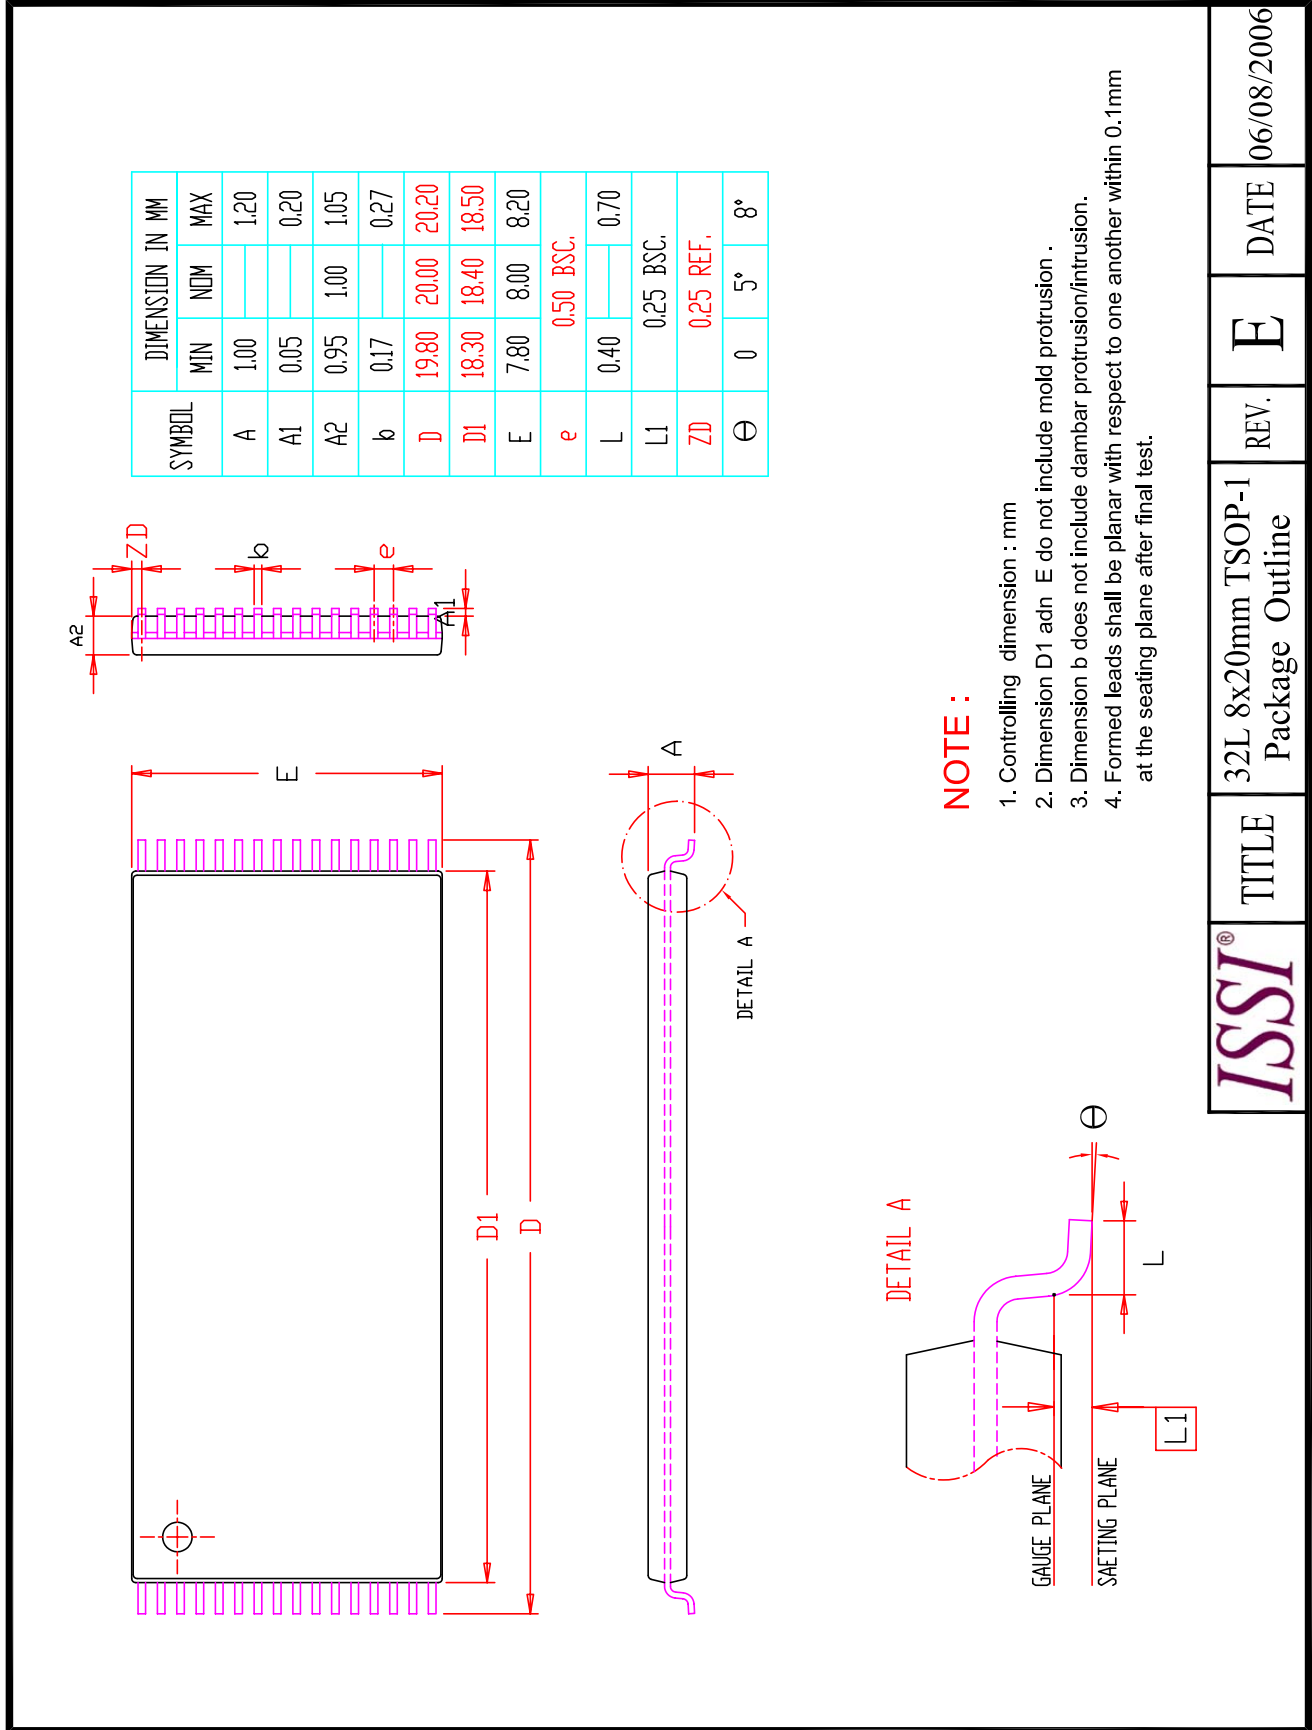 SYMBOL DIMENSION IN MM
MIN NOM MAX
A 1.00 1.20
A1 0.05 0.20
A2 0.95 1.00 1.05
b 0.17 0.27
D 19.80 20.00 20.20
D1 18.30 18.40 18.50
E 7.80 8.00 8.20
e 0.50 BSC.
L 0.40 0.70
L1 0.25 BSC.
ZD 0.25 REF.
Θ 0 5° 8°
A2
ZD
b
e
A1
E
D1
D
A
DETAIL A
DETAIL A
Θ
L
L1
GAUGE PLANE
SAETING PLANE
NOTE :
1. Controlling dimension : mm
2. Dimension D1 adn E do not include mold protrusion .
3. Dimension b does not include dambar protrusion/intrusion.
4. Formed leads shall be planar with respect to one another within 0.1mm
at the seating plane after final test.
ISSI®
TITLE
32L 8x20mm TSOP-1
Package Outline
REV.
E
DATE
06/08/2006